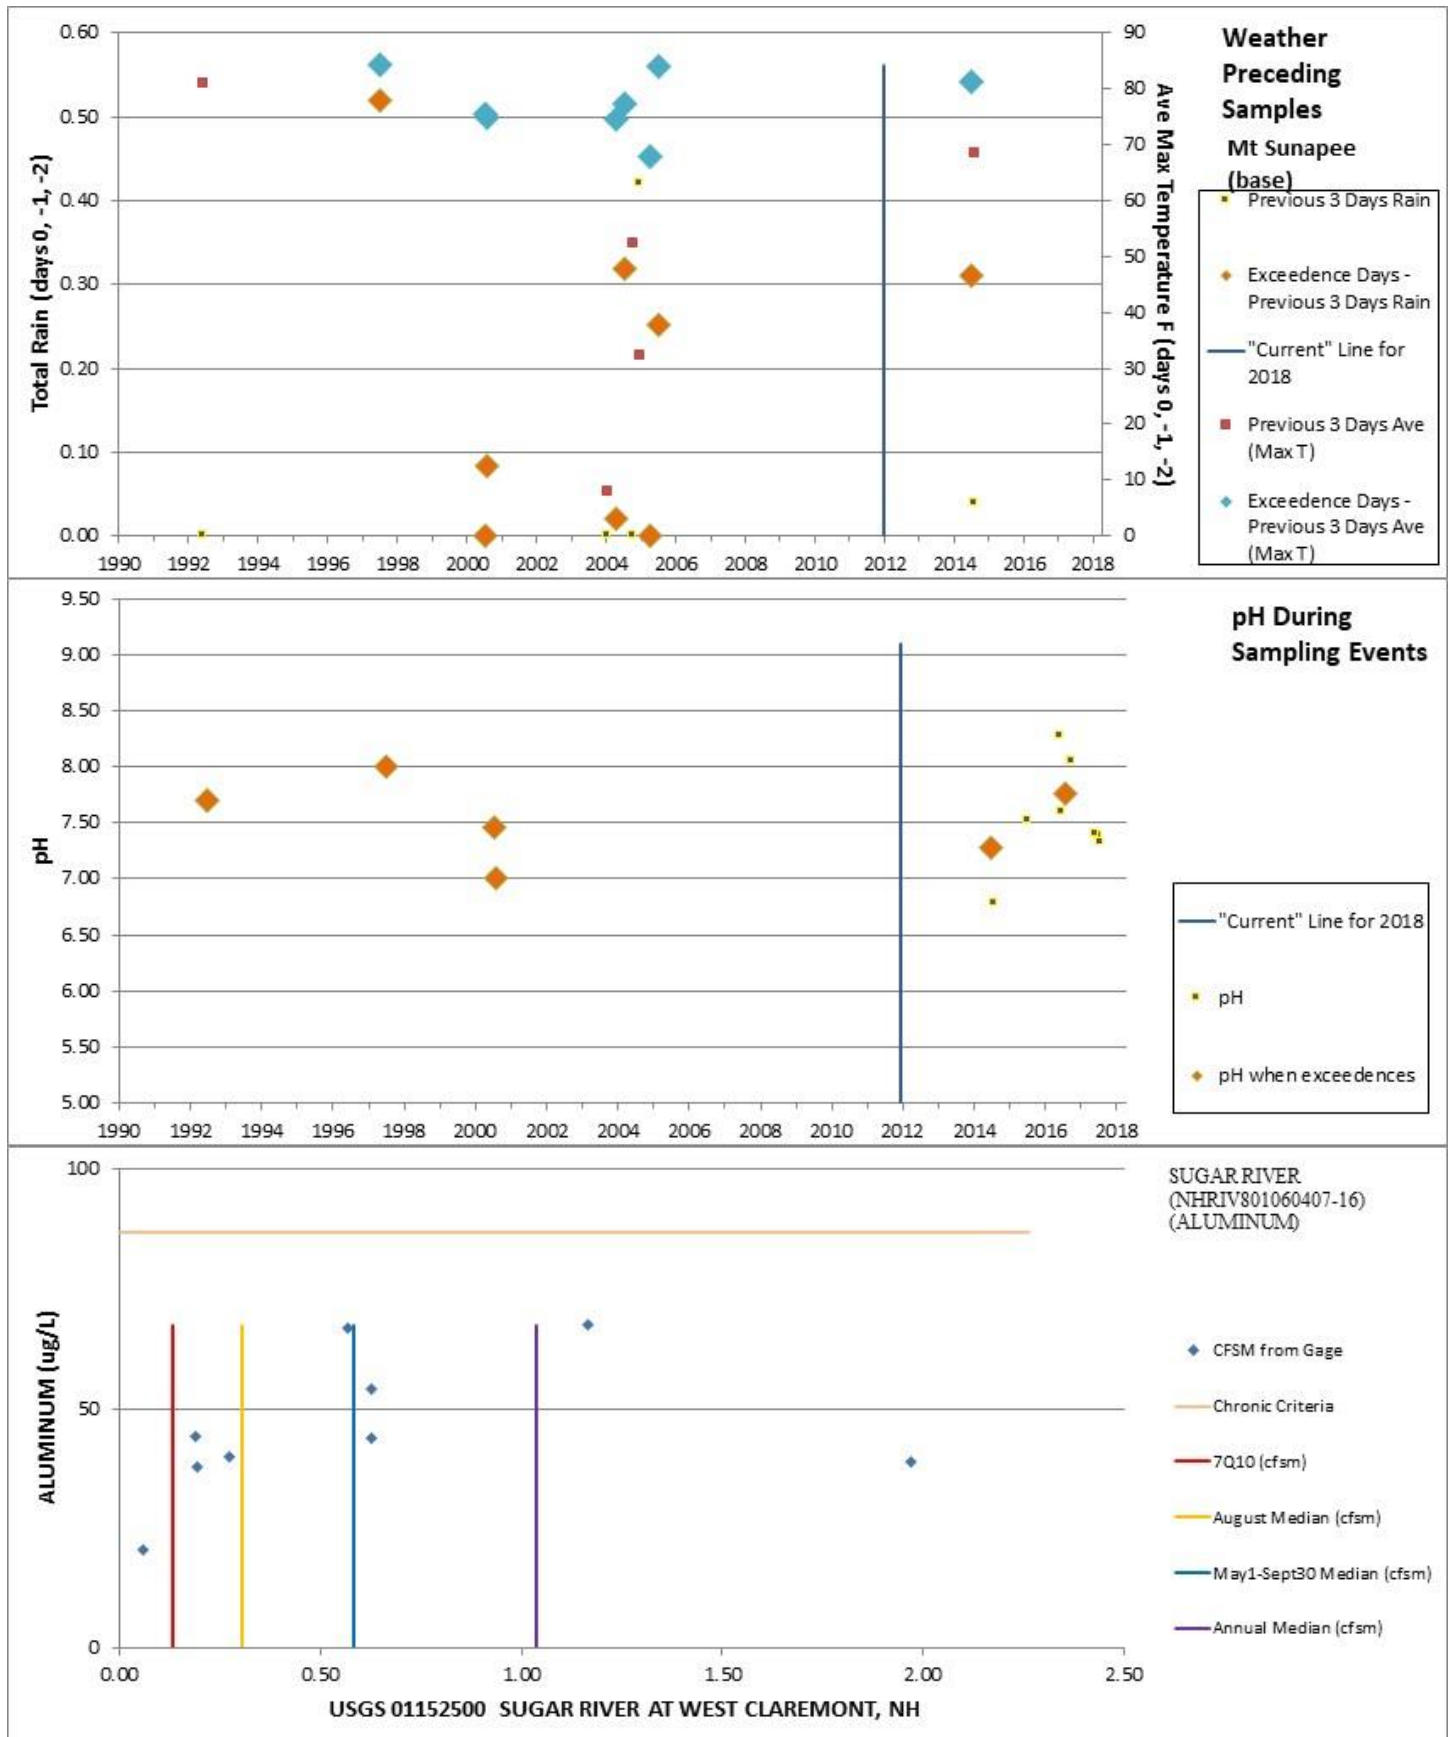 Weather
Preceding
Samples
Mt Sunapee
(base)
Total Rain (days 0, -1, -2)
0.60
0.50
0.40
0.30
0.20
0.10
0.00
90
80
70
60
50
40
30
20
10
0
Ave Max Temperature F (days 0, -1, -2)
1990 1992 1994 1996 1998 2000 2002 2004 2006 2008 2010 2012 2014 2016 2018
Previous 3 Days Rain
Exceedence Days -
Previous 3 Days Rain
"Current" Line for
2018
Previous 3 Days Ave
(Max T)
Exceedence Days -
Previous 3 Days Ave
(Max T)
pH During
Sampling Events
pH
9.50
9.00
8.50
8.00
7.50
7.00
6.50
6.00
5.50
5.00
1990 1992 1994 1996 1998 2000 2002 2004 2006 2008 2010 2012 2014 2016 2018
"Current" Line for 2018
pH
pH when exceedences
SUGAR RIVER
(NHRIV801060407-16)
(ALUMINUM)
ALUMINUM (ug/L)
100
50
0
0.00 0.50 1.00 1.50 2.00 2.50
USGS 01152500 SUGAR RIVER AT WEST CLAREMONT, NH
CFSM from Gage
Chronic Criteria
7Q10 (cfsm)
August Median (cfsm)
May1-Sept30 Median (cfsm)
Annual Median (cfsm)